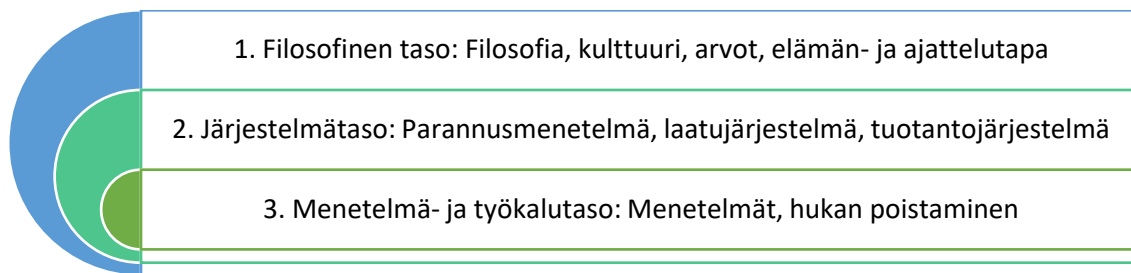 1. Filosofinen taso: Filosofia, kulttuuri, arvot, elämän- ja ajattelutapa
2. Järjestelmätaso: Parannusmenetelmä, laatujärjestelmä, tuotantojärjestelmä
3. Menetelmä- ja työkalutaso: Menetelmät, hukan poistaminen